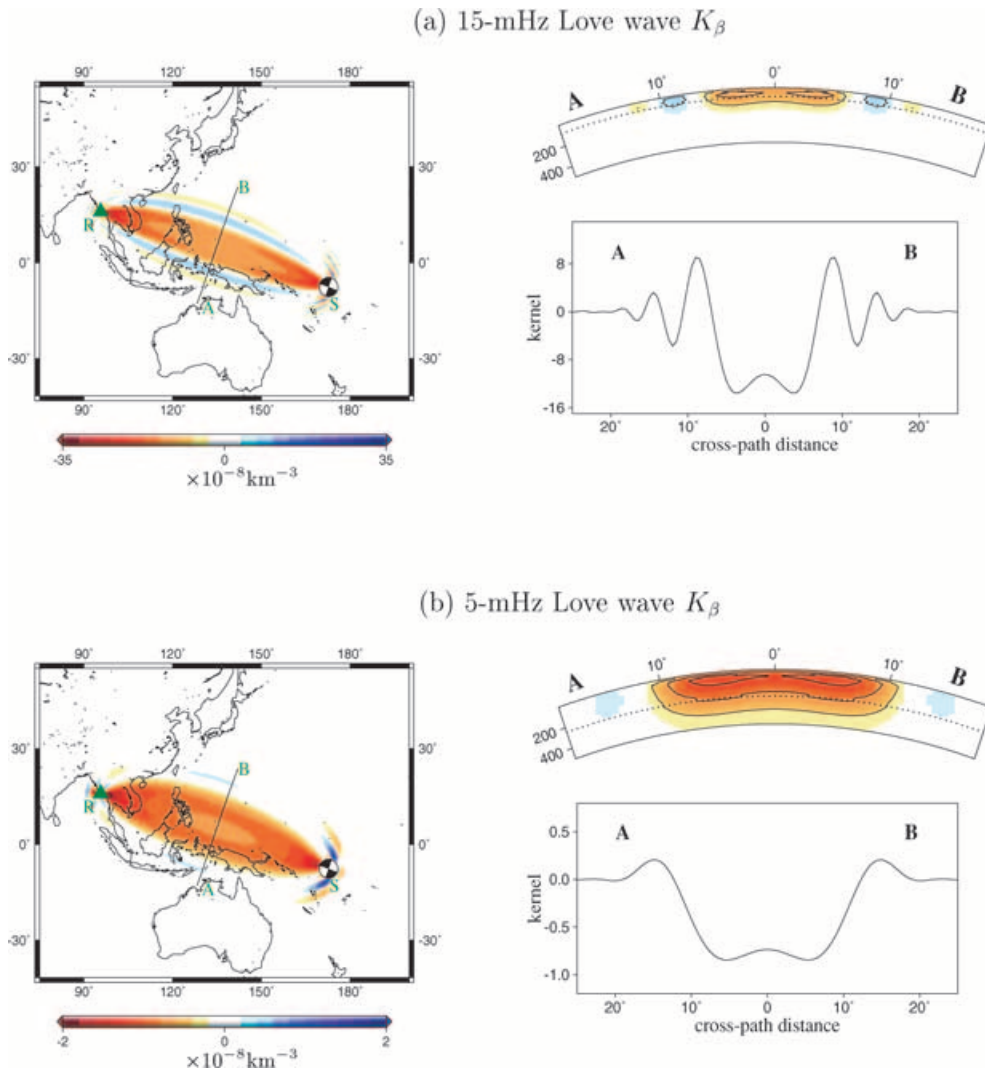 (a) 15-mHz Love wave Kβ
90˚ 120˚ 150˚ 180˚
30˚ 30˚
0˚ 0˚
-30˚ -30˚
R
B
A
S
90˚ 120˚ 150˚ 180˚
-35 0 35
×10⁻⁸km⁻³
A 10˚ 0˚ 10˚ B
200
400
A B
kernel
8
0
-8
-16
20˚ 10˚ 0˚ 10˚ 20˚
cross-path distance
(b) 5-mHz Love wave Kβ
90˚ 120˚ 150˚ 180˚
30˚ 30˚
0˚ 0˚
-30˚ -30˚
R
B
A
S
90˚ 120˚ 150˚ 180˚
-2 0 2
×10⁻⁸km⁻³
A 10˚ 0˚ 10˚ B
200
400
A B
kernel
0.5
0.0
-0.5
-1.0
20˚ 10˚ 0˚ 10˚ 20˚
cross-path distance